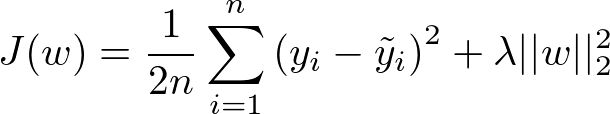 J(w) = \frac{1}{2n} \sum_{i=1}^{n} (y_i - \tilde{y}_i)^2 + \lambda ||w||_2^2